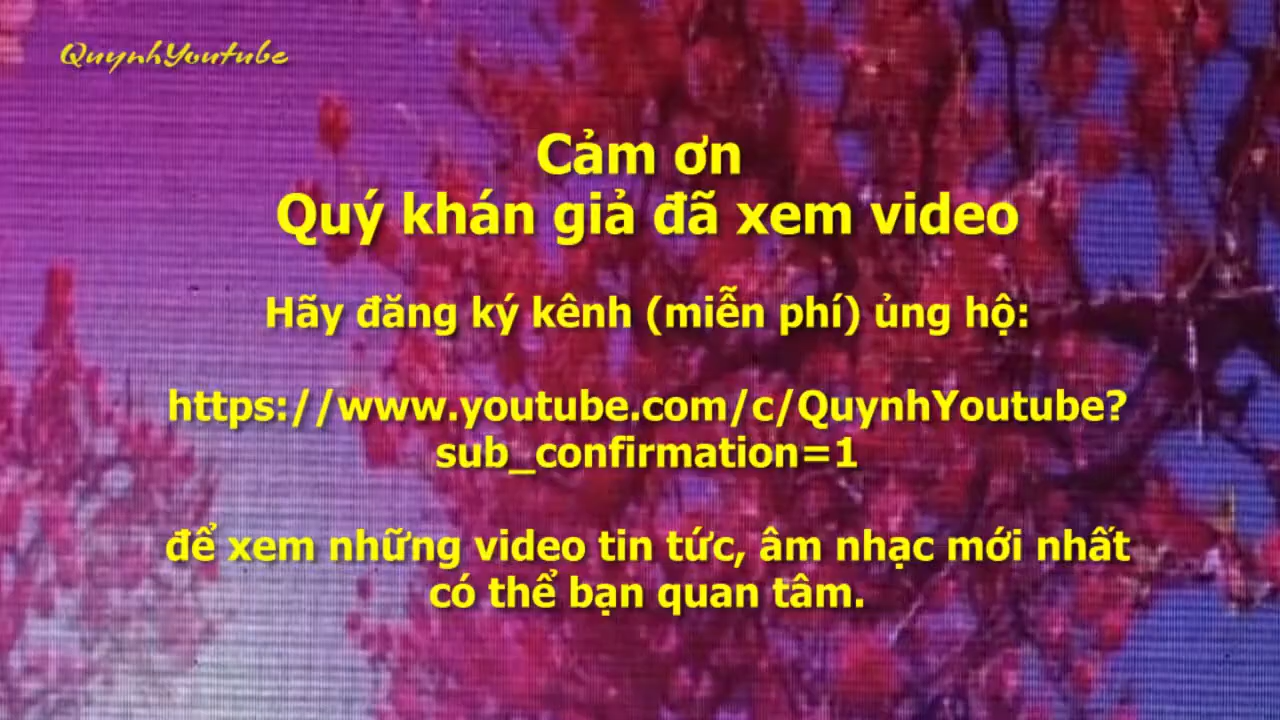 QuynhYoutube
Cảm ơn
Quý khán giả đã xem video
Hãy đăng ký kênh (miễn phí) ủng hộ:
https://www.youtube.com/c/QuynhYoutube?
sub_confirmation=1
để xem những video tin tức, âm nhạc mới nhất
có thể bạn quan tâm.